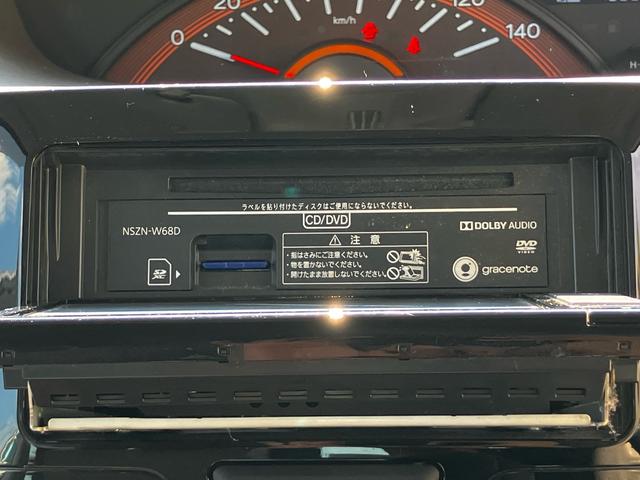 0
20
km/h
120
140
H
ラベルを貼り付けたディスクはご使用にならないでください。
CD/DVD
NSZN-W68D
DOLBY AUDIO
注 意
・指はさみにご注意ください。
・物を置かないでください。
・開けたまま放置しないでください。
DVD
VIDEO
SD
XC
gracenote